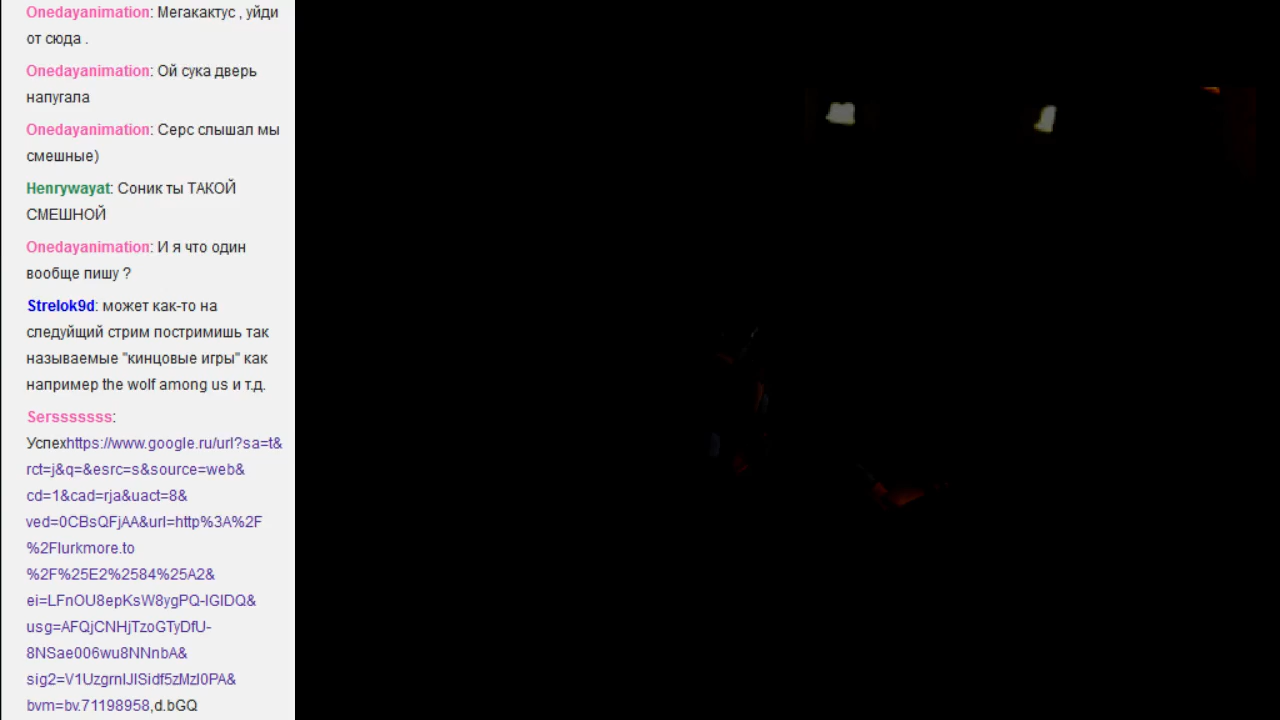 Onedayanimation: Мегакактус , уйди
от сюда .
Onedayanimation: Ой сука дверь
напугала
Onedayanimation: Серс слышал мы
смешные)
Henrywayat: Соник ты ТАКОЙ
СМЕШНОЙ
Onedayanimation: И я что один
вообще пишу ?
Strelok9d: может как-то на
следуйщий стрим постримишь так
называемые "кинцовые игры" как
например the wolf among us и т.д.
Serssssssss:
Успехhttps://www.google.ru/url?sa=t&
rct=j&q=&esrc=s&source=web&
cd=1&cad=rja&uact=8&
ved=0CBsQFjAA&url=http%3A%2F
%2Flurkmore.to
%2F%25E2%2584%25A2&
ei=LFnOU8epKsW8ygPQ-IGIDQ&
usg=AFQjCNHjTzoGTyDfU-
8NSae006wu8NNnbA&
sig2=V1UzgrnIJISidf5zMzI0PA&
bvm=bv.71198958,d.bGQ